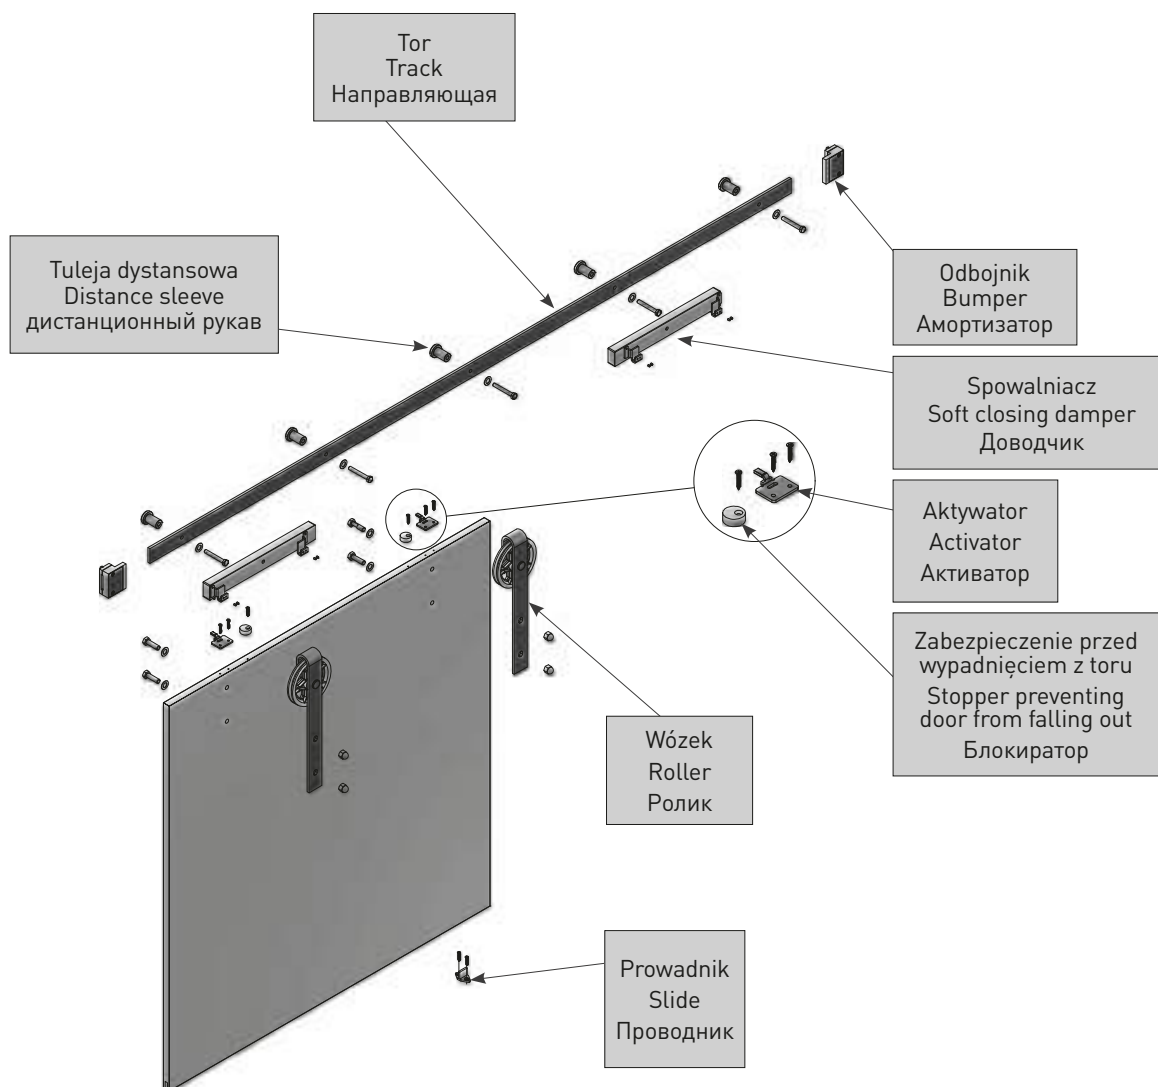 Tor
Track
Направляющая
Tuleja dystansowa
Distance sleeve
дистанционный рукав
Odbojnik
Bumper
Амортизатор
Spowalniacz
Soft closing damper
Доводчик
Aktywator
Activator
Активатор
Zabezpieczenie przed
wypadnięciem z toru
Stopper preventing
door from falling out
Блокиратор
Wózek
Roller
Ролик
Prowadnik
Slide
Проводник